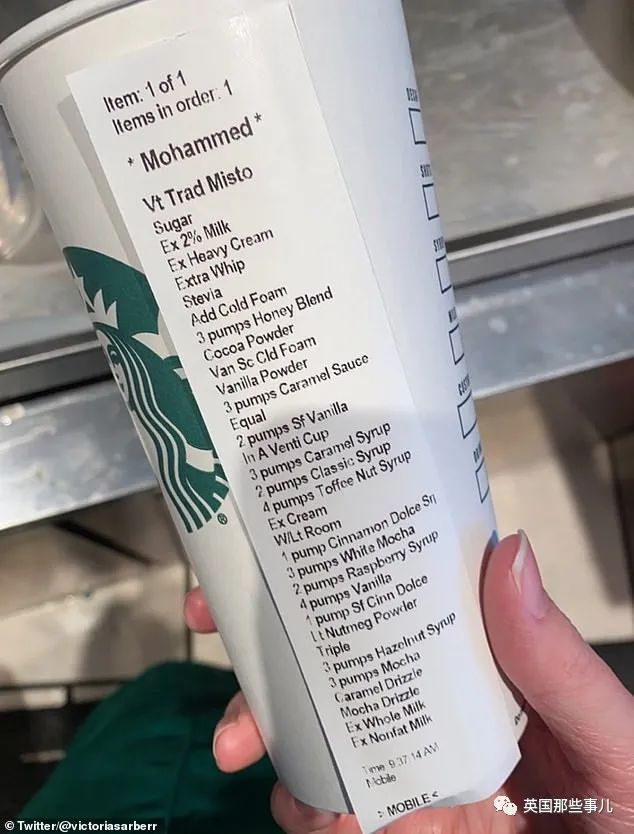 Item: 1 of 1
Items in order: 1
* Mohammed *
Vt Trad Misto
Sugar
Ex 2% Milk
Ex Heavy Cream
Extra Whip
Stevia
Add Cold Foam
3 pumps Honey Blend
Cocoa Powder
Van Sc Cld Foam
Vanilla Powder
3 pumps Caramel Sauce
Equal
2 pumps Sf Vanilla
In A Venti Cup
3 pumps Caramel Syrup
2 pumps Classic Syrup
4 pumps Toffee Nut Syrup
Ex Cream
W/Lt Room
1 pump Cinnamon Dolce
3 pumps White Mocha
2 pumps Raspberry Syrup
4 pumps Vanilla
1 pump Sf Cinn Dolce
Lt Nutmeg Powder
Triple
3 pumps Hazelnut Syrup
3 pumps Mocha
Caramel Drizzle
Mocha Drizzle
Ex Whole Milk
Ex Nonfat Milk
Time: 9:37:14 AM
Mobile
> MOBILE <
DECAF
®
© Twitter/@victoriasarberr
英国那些事儿